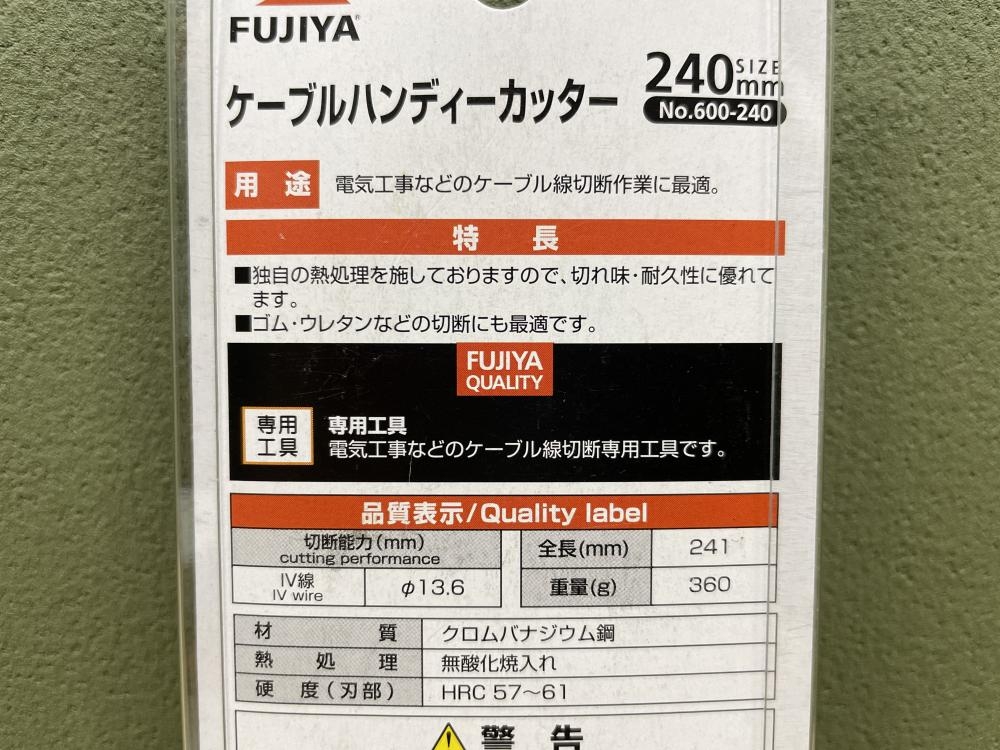 FUJIYA
ケーブルハンディーカッター
240 SIZE mm
No.600-240
用途 電気工事などのケーブル線切断作業に最適。
特長
■独自の熱処理を施しておりますので、切れ味・耐久性に優れて
ます。
■ゴム・ウレタンなどの切断にも最適です。
FUJIYA
QUALITY
専用
工具
専用工具
電気工事などのケーブル線切断専用工具です。
品質表示/Quality label
切断能力(mm)
cutting performance
IV線
IV wire
φ13.6
全長(mm) 241
重量(g) 360
材質 クロムバナジウム鋼
熱処理 無酸化焼入れ
硬度(刃部) HRC 57〜61
警告